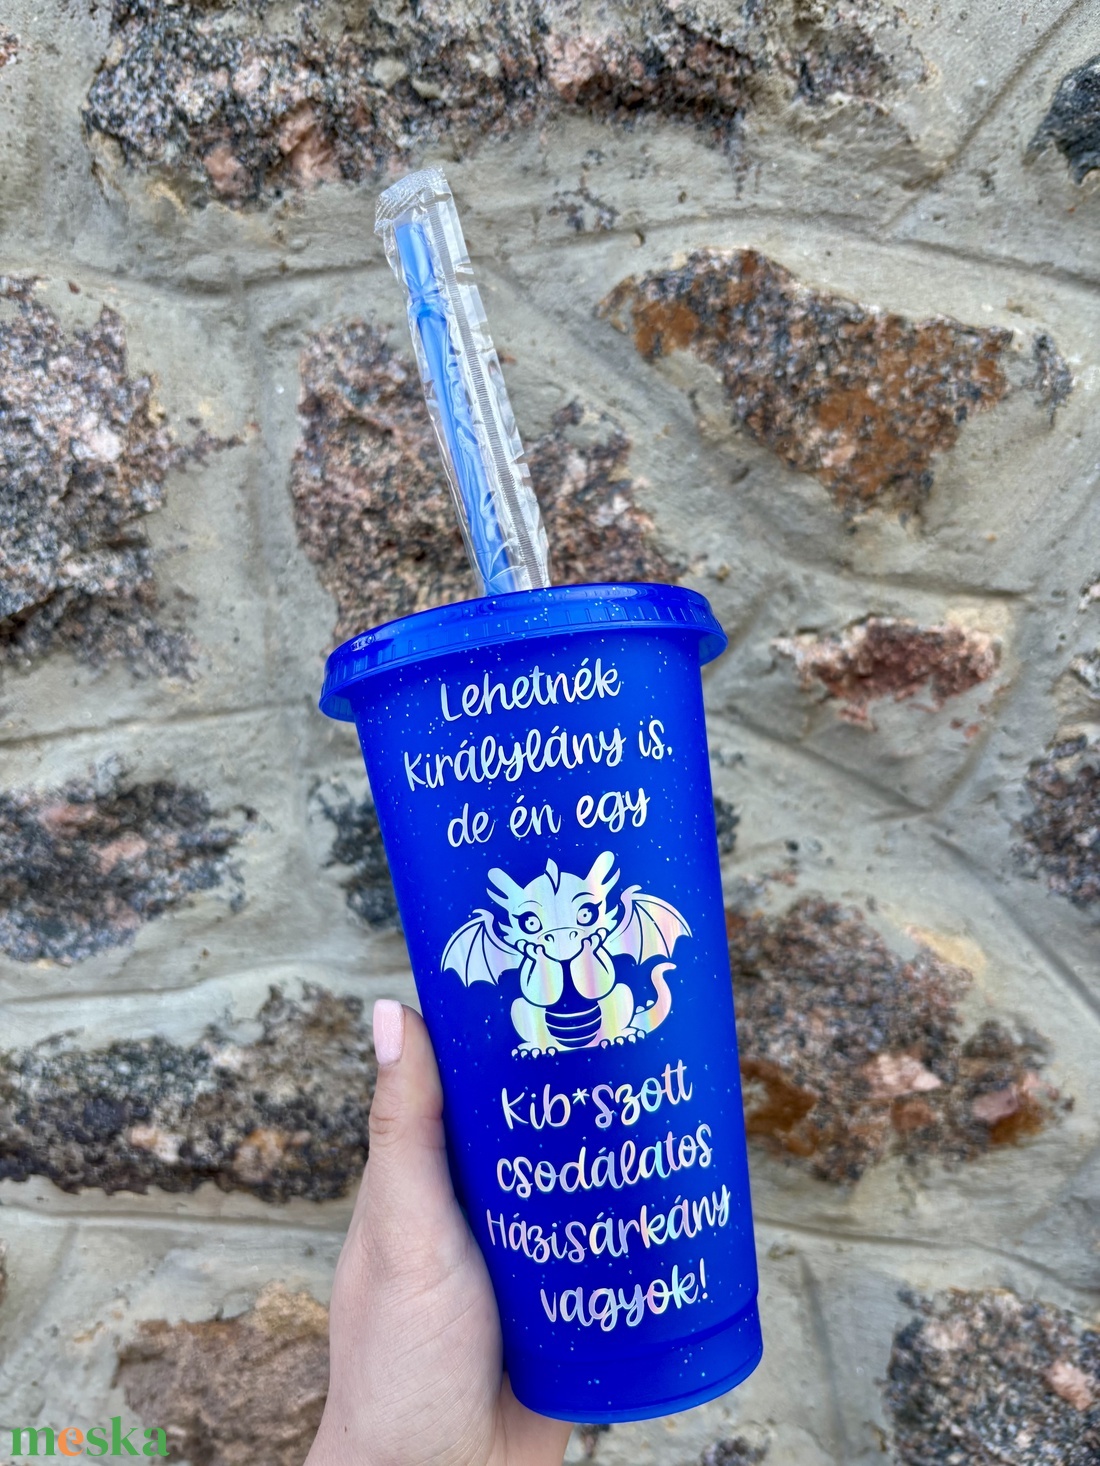 Lehetnék
királylány is,
de én egy
Kib*szott
csodálatos
Házisárkány
vagyok!
meska